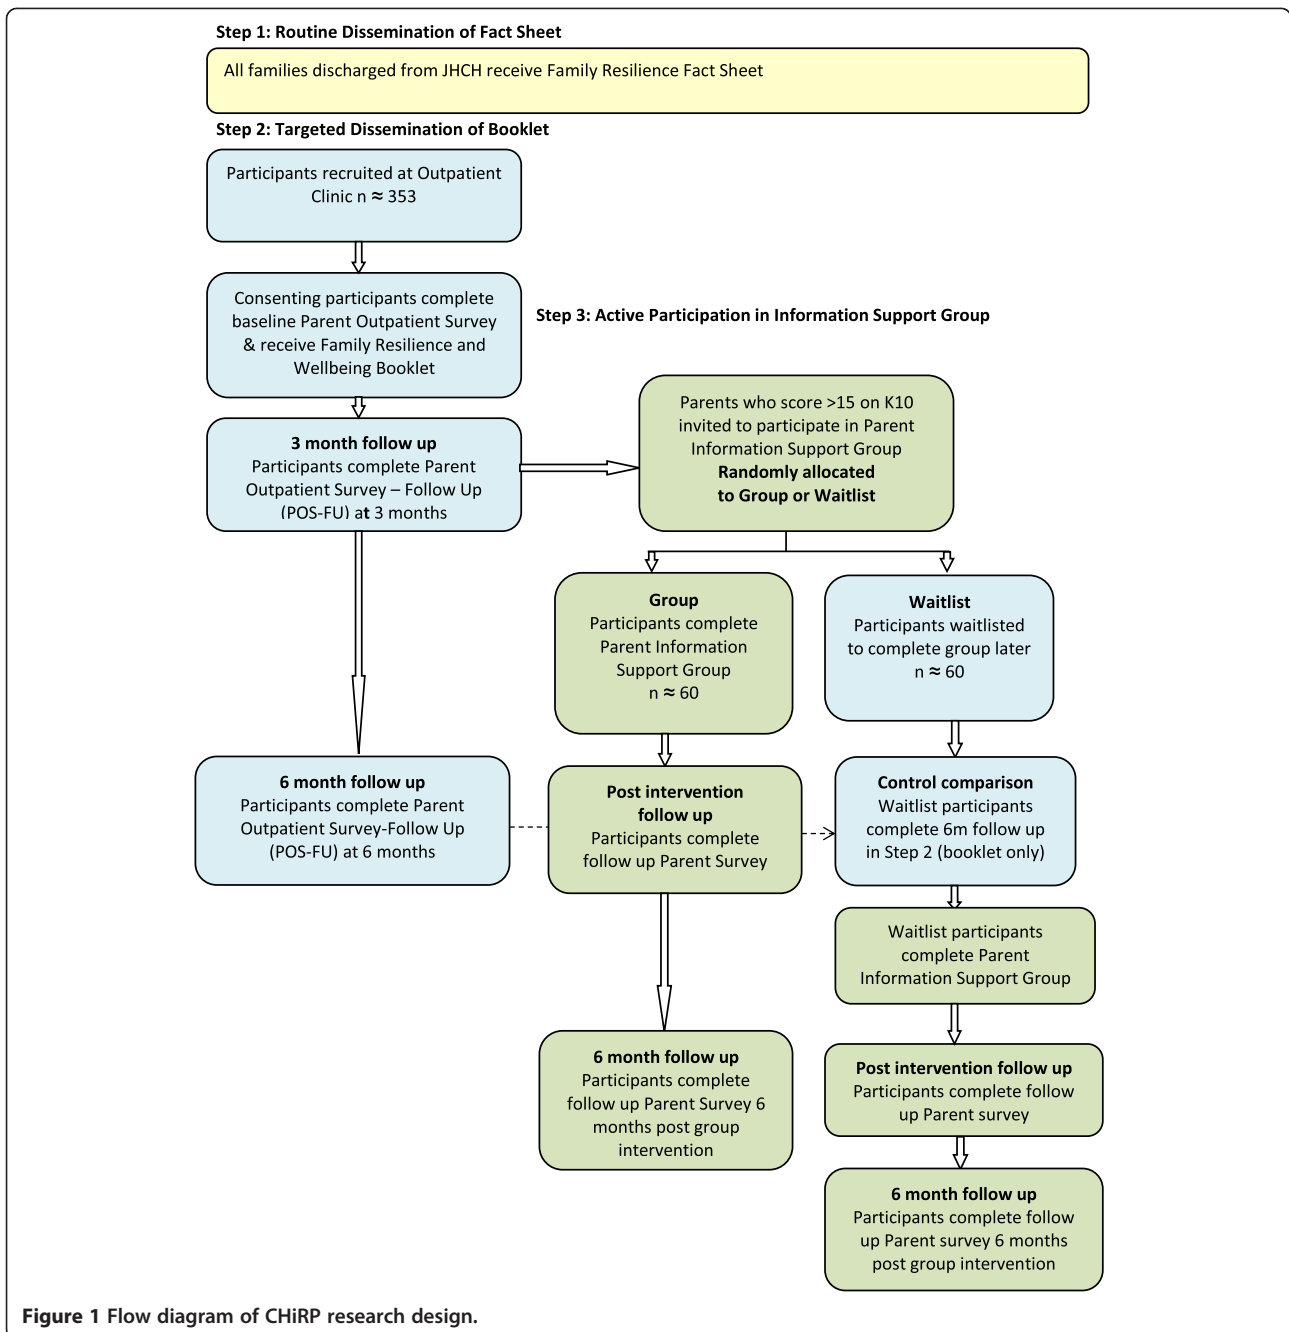 Step 1: Routine Dissemination of Fact Sheet
All families discharged from JHCH receive Family Resilience Fact Sheet
Step 2: Targeted Dissemination of Booklet
Participants recruited at Outpatient
Clinic n ≈ 353
Consenting participants complete
baseline Parent Outpatient Survey
& receive Family Resilience and
Wellbeing Booklet
3 month follow up
Participants complete Parent
Outpatient Survey – Follow Up
(POS-FU) at 3 months
6 month follow up
Participants complete Parent
Outpatient Survey-Follow Up
(POS-FU) at 6 months
Step 3: Active Participation in Information Support Group
Parents who score >15 on K10
invited to participate in Parent
Information Support Group
Randomly allocated
to Group or Waitlist
Group
Participants complete
Parent Information
Support Group
n ≈ 60
Post intervention
follow up
Participants complete
follow up Parent Survey
6 month follow up
Participants complete
follow up Parent Survey 6
months post group
intervention
Waitlist
Participants waitlisted
to complete group later
n ≈ 60
Control comparison
Waitlist participants
complete 6m follow up
in Step 2 (booklet only)
Waitlist participants
complete Parent
Information Support Group
Post intervention follow up
Participants complete follow
up Parent survey
6 month follow up
Participants complete follow
up Parent survey 6 months
post group intervention
Figure 1 Flow diagram of CHiRP research design.